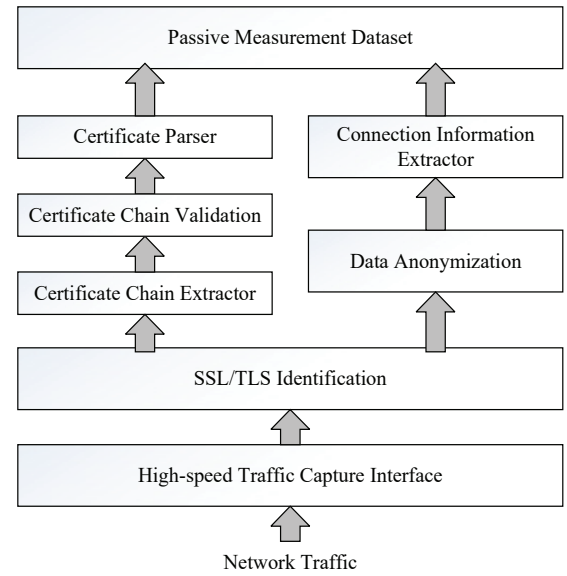 Passive Measurement Dataset
Certificate Parser
Connection Information
Extractor
Certificate Chain Validation
Data Anonymization
Certificate Chain Extractor
SSL/TLS Identification
High-speed Traffic Capture Interface
Network Traffic